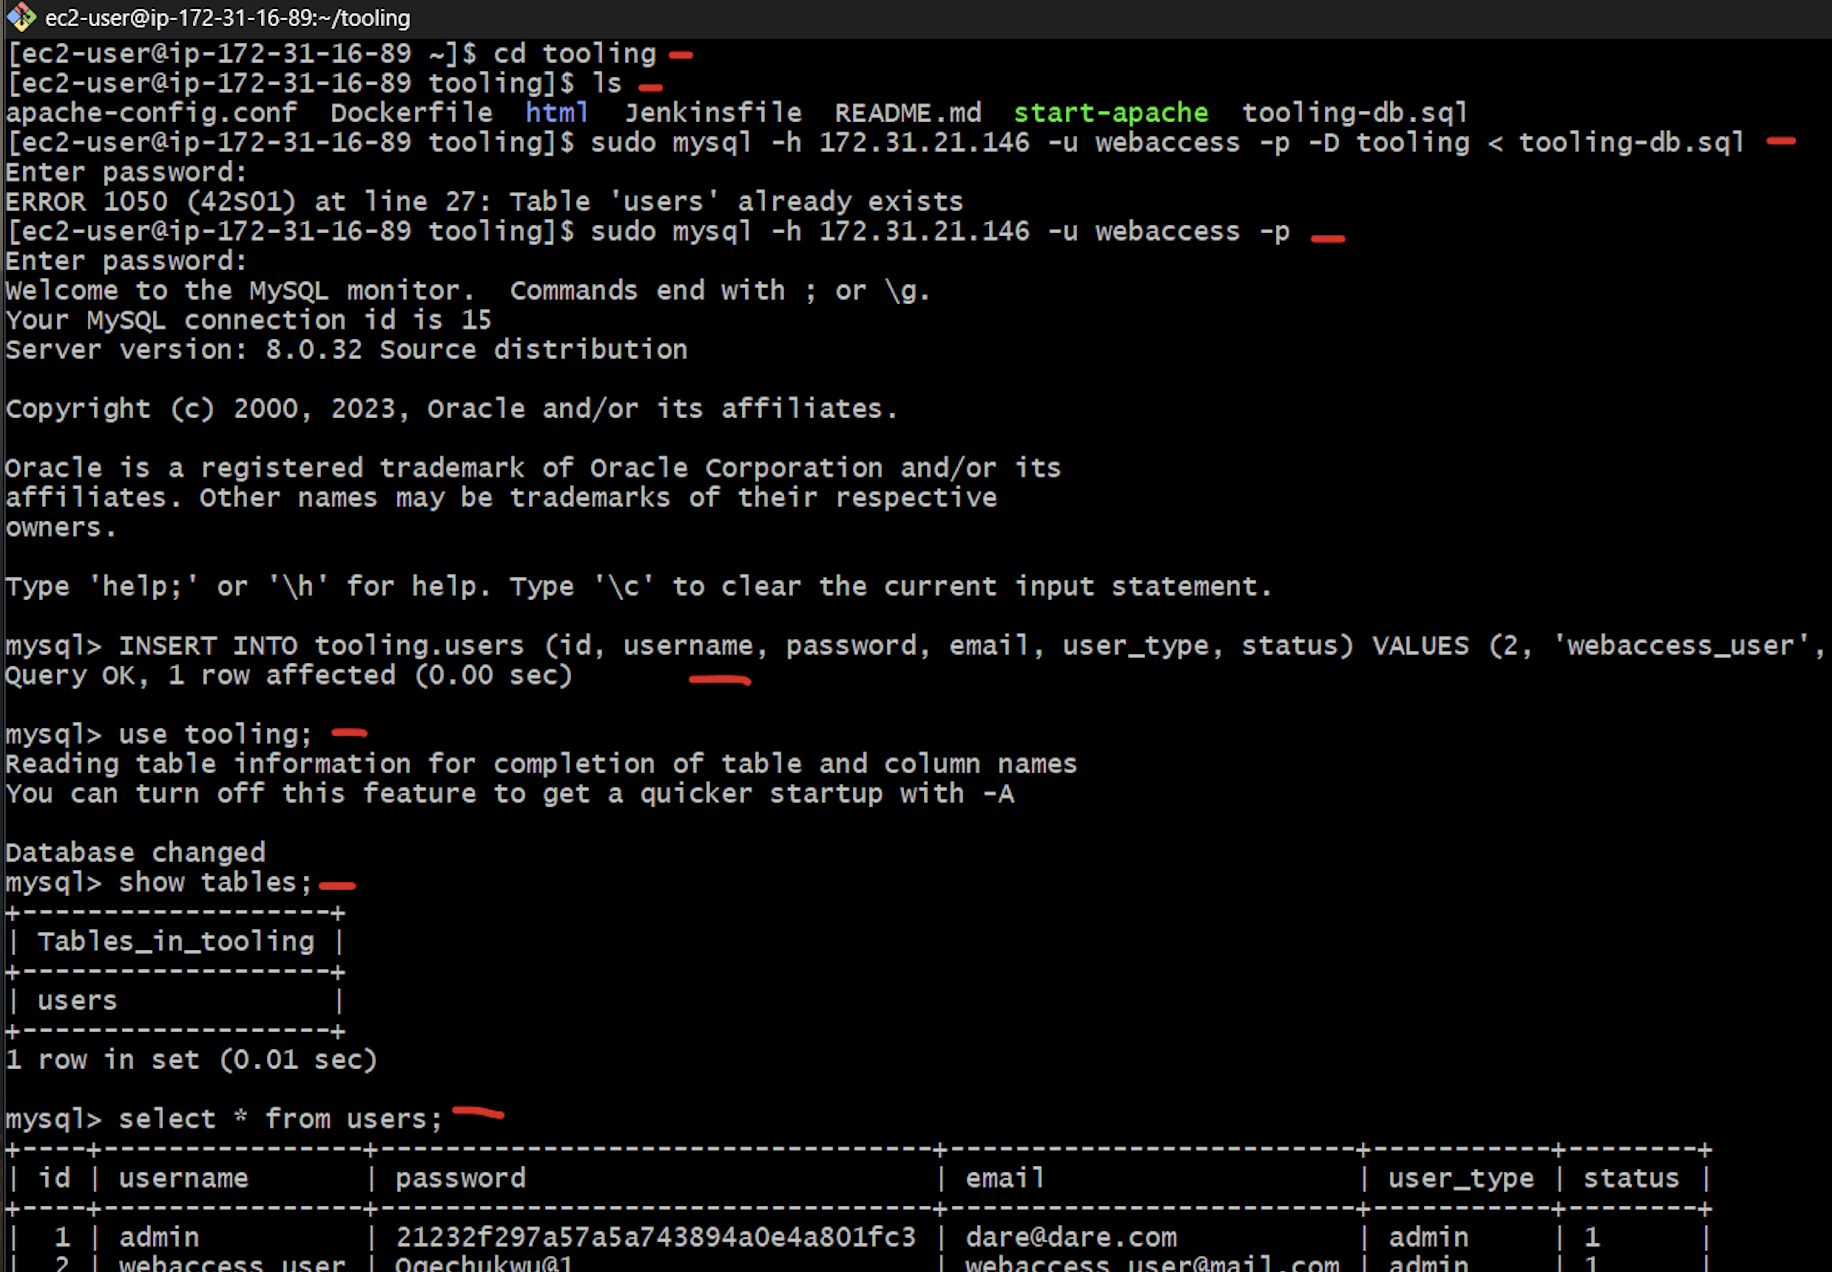 ec2-user@ip-172-31-16-89:~/tooling
[ec2-user@ip-172-31-16-89 ~]$ cd tooling
[ec2-user@ip-172-31-16-89 tooling]$ ls
apache-config.conf  Dockerfile  html  Jenkinsfile  README.md  start-apache  tooling-db.sql
[ec2-user@ip-172-31-16-89 tooling]$ sudo mysql -h 172.31.21.146 -u webaccess -p -D tooling < tooling-db.sql
Enter password:
ERROR 1050 (42S01) at line 27: Table 'users' already exists
[ec2-user@ip-172-31-16-89 tooling]$ sudo mysql -h 172.31.21.146 -u webaccess -p
Enter password:
Welcome to the MySQL monitor.  Commands end with ; or \g.
Your MySQL connection id is 15
Server version: 8.0.32 Source distribution
Copyright (c) 2000, 2023, Oracle and/or its affiliates.
Oracle is a registered trademark of Oracle Corporation and/or its
affiliates. Other names may be trademarks of their respective
owners.
Type 'help;' or '\h' for help. Type '\c' to clear the current input statement.
mysql> INSERT INTO tooling.users (id, username, password, email, user_type, status) VALUES (2, 'webaccess_user',
Query OK, 1 row affected (0.00 sec)
mysql> use tooling;
Reading table information for completion of table and column names
You can turn off this feature to get a quicker startup with -A
Database changed
mysql> show tables;
+-------------------+
| Tables_in_tooling |
+-------------------+
| users             |
+-------------------+
1 row in set (0.01 sec)
mysql> select * from users;
+----+----------------+----------------------------------+-------------------------+-----------+--------+
| id | username       | password                         | email                   | user_type | status |
+----+----------------+----------------------------------+-------------------------+-----------+--------+
|  1 | admin          | 21232f297a57a5a743894a0e4a801fc3 | dare@dare.com           | admin     | 1      |
|  2 | webaccess_user | Ogechukwu@1                      | webaccess_user@mail.com | admin     | 1      |